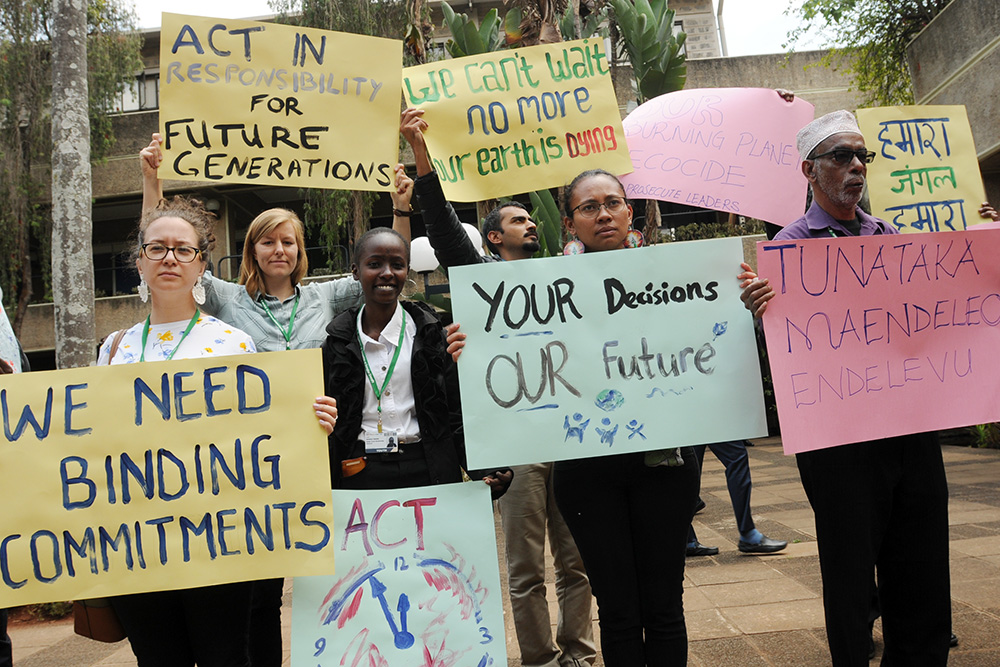 ACT IN
RESPONSIBILITY
FOR
FUTURE
GENERATIONS
We can't wait
no more
our earth is dying
BURNING PLANET
ECOCIDE
PROSECUTE LEADERS
हमारा
जंगल
हमारा
WE NEED
BINDING
COMMITMENTS
YOUR Decisions
OUR Future
TUNATAKA
MAENDELEO
ENDELEVU
ACT
12
9
3